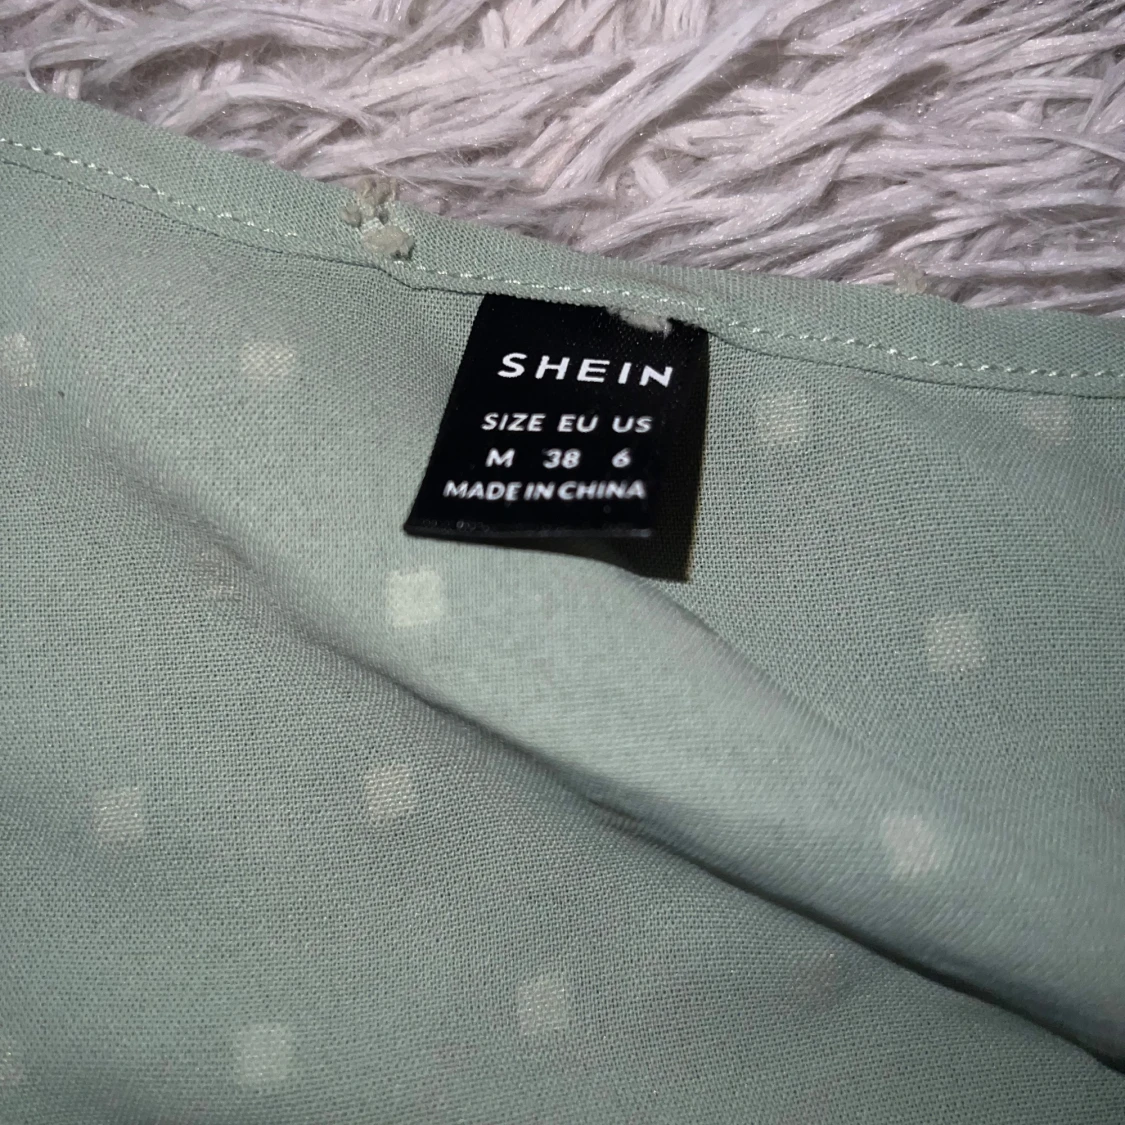 SHEIN
SIZE EU US
M 38 6
MADE IN CHINA